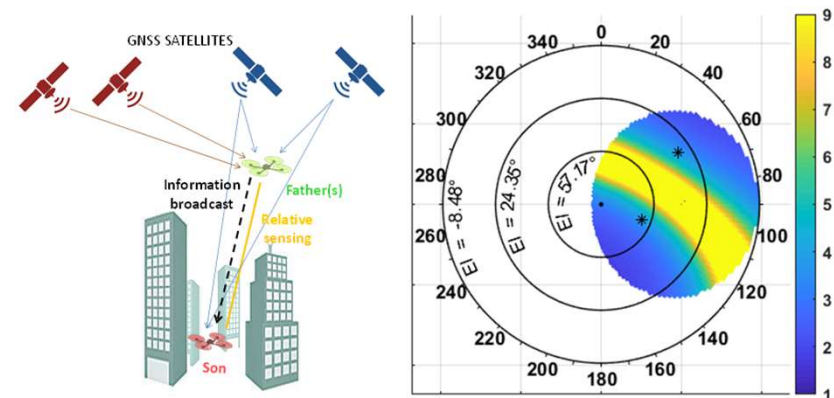 GNSS SATELLITES
Information
broadcast
Father(s)
Relative
sensing
Son
0
20
40
60
80
100
120
140
160
180
200
220
240
260
280
300
320
340
El = -8.48°
El = 24.35°
El = 57.17°
9
8
7
6
5
4
3
2
1